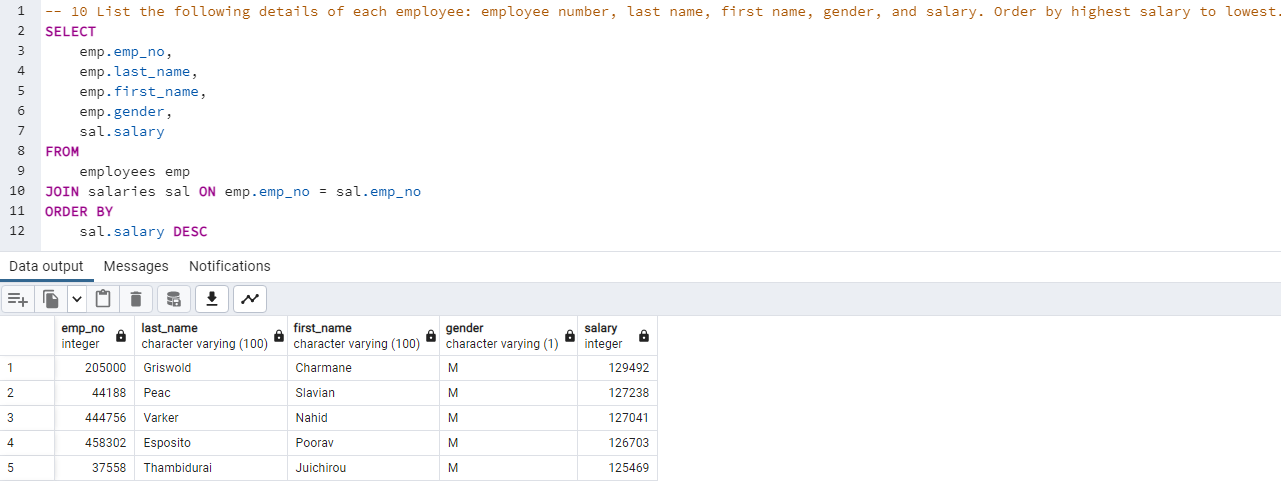 1 -- 10 List the following details of each employee: employee number, last name, first name, gender, and salary. Order by highest salary to lowest.
2 SELECT
3 emp.emp_no,
4 emp.last_name,
5 emp.first_name,
6 emp.gender,
7 sal.salary
8 FROM
9 employees emp
10 JOIN salaries sal ON emp.emp_no = sal.emp_no
11 ORDER BY
12 sal.salary DESC
Data output Messages Notifications
emp_no last_name first_name gender salary
integer character varying (100) character varying (100) character varying (1) integer
1 205000 Griswold Charmane M 129492
2 44188 Peac Slavian M 127238
3 444756 Varker Nahid M 127041
4 458302 Esposito Poorav M 126703
5 37558 Thambidurai Juichirou M 125469